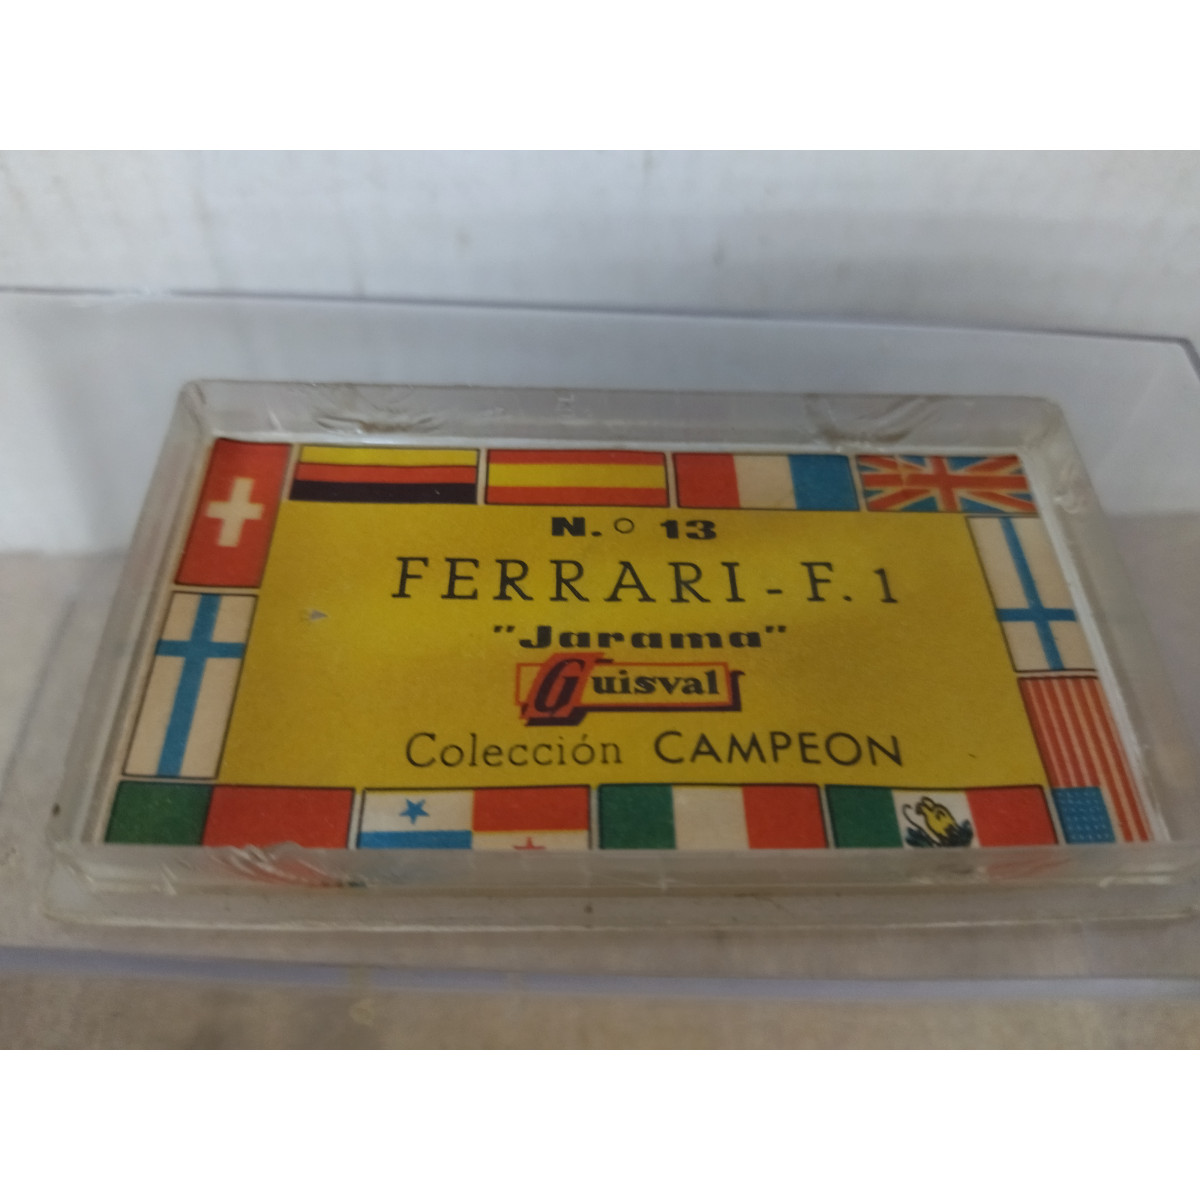 N.º 13
FERRARI - F. 1
"Jarama"
Guisval
Colección CAMPEON